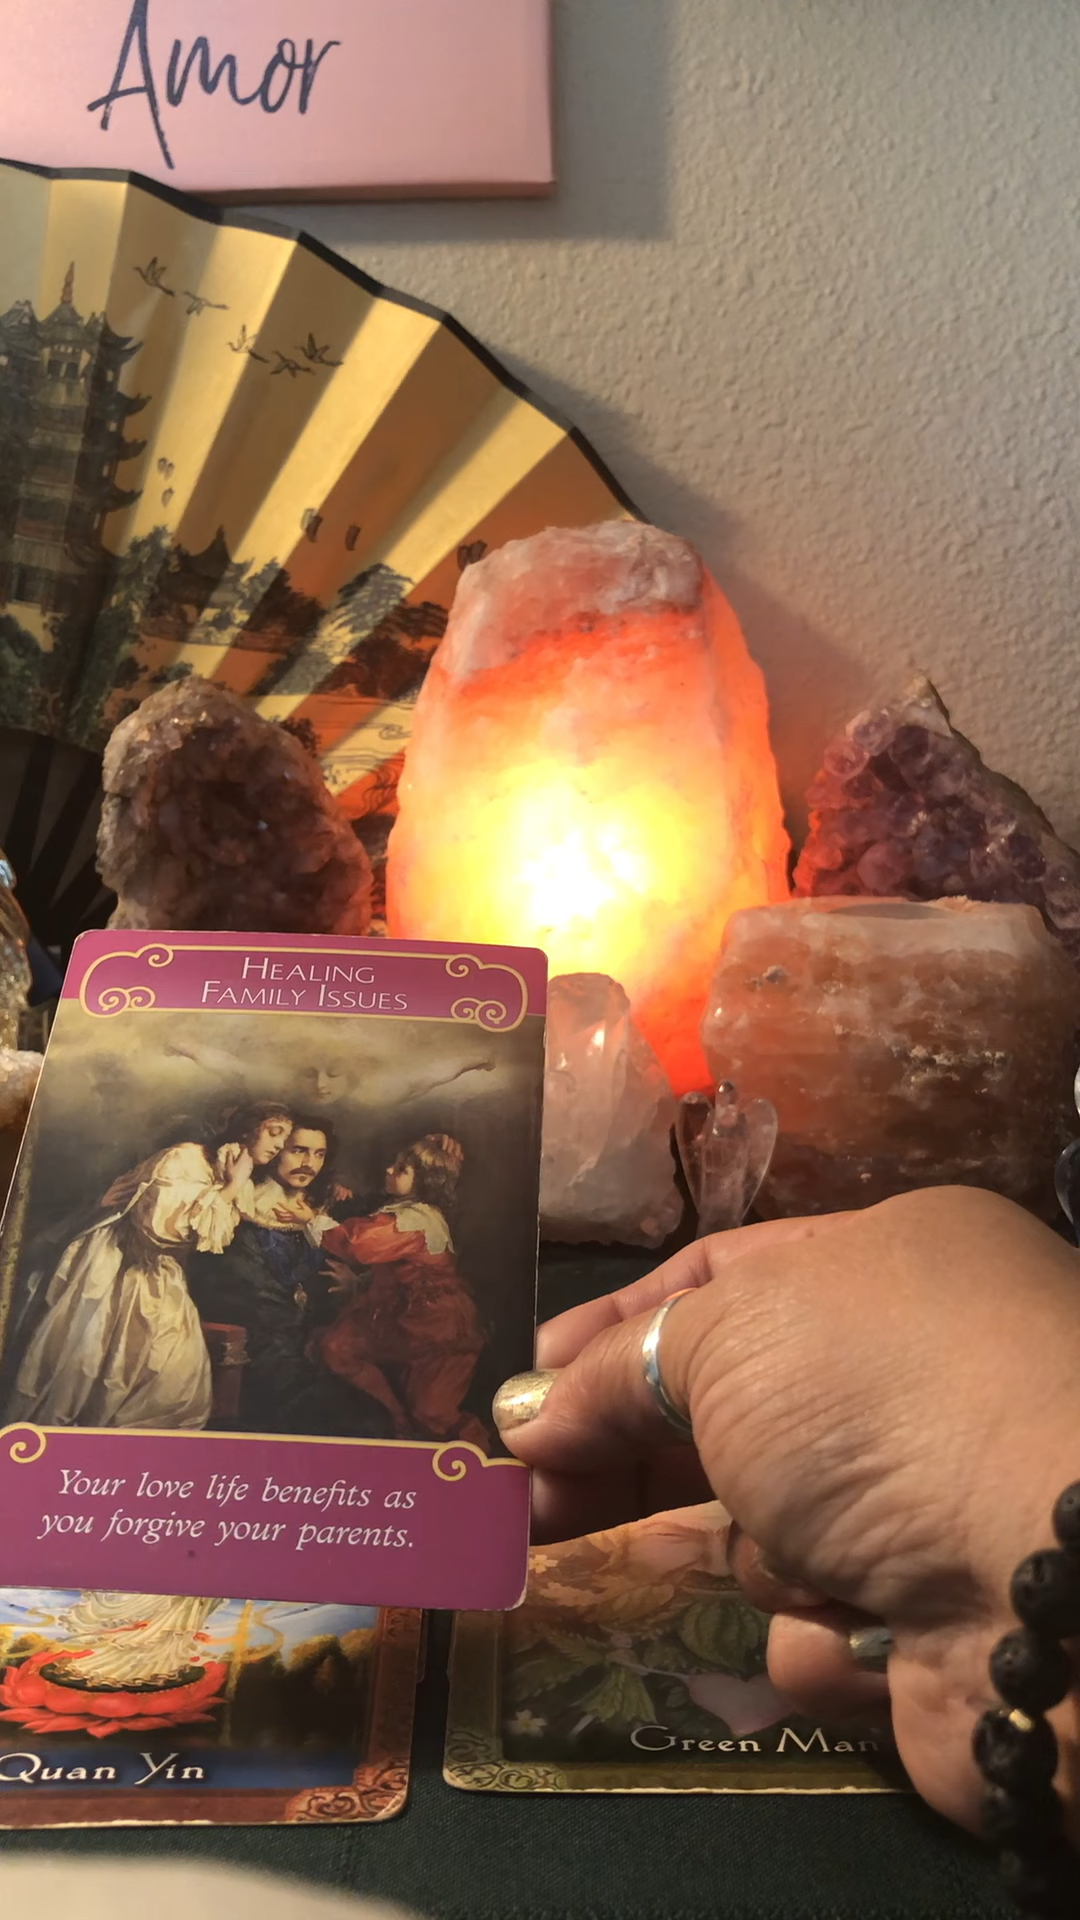 Amor
HEALING
FAMILY ISSUES
Your love life benefits as
you forgive your parents.
Quan Yin
Green Man